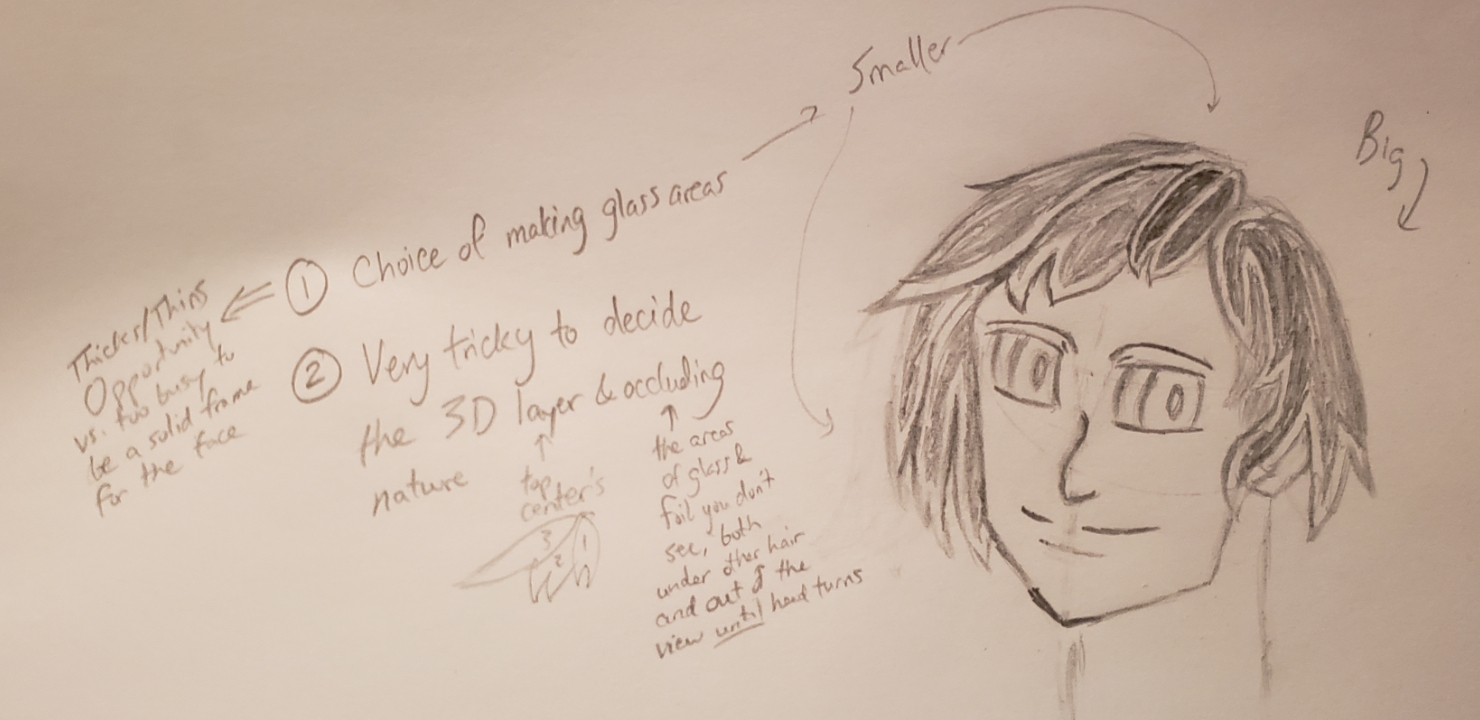 Smaller
Big
① Choice of making glass areas
Thicks/Thins
Opportunity
vs. too busy to
be a solid frame
for the face
② Very tricky to decide
the 3D layer & occluding
nature
top
center's
3
2
1
the areas
of glass &
foil you don't
see, both
under other hair
and out of the
view until head turns